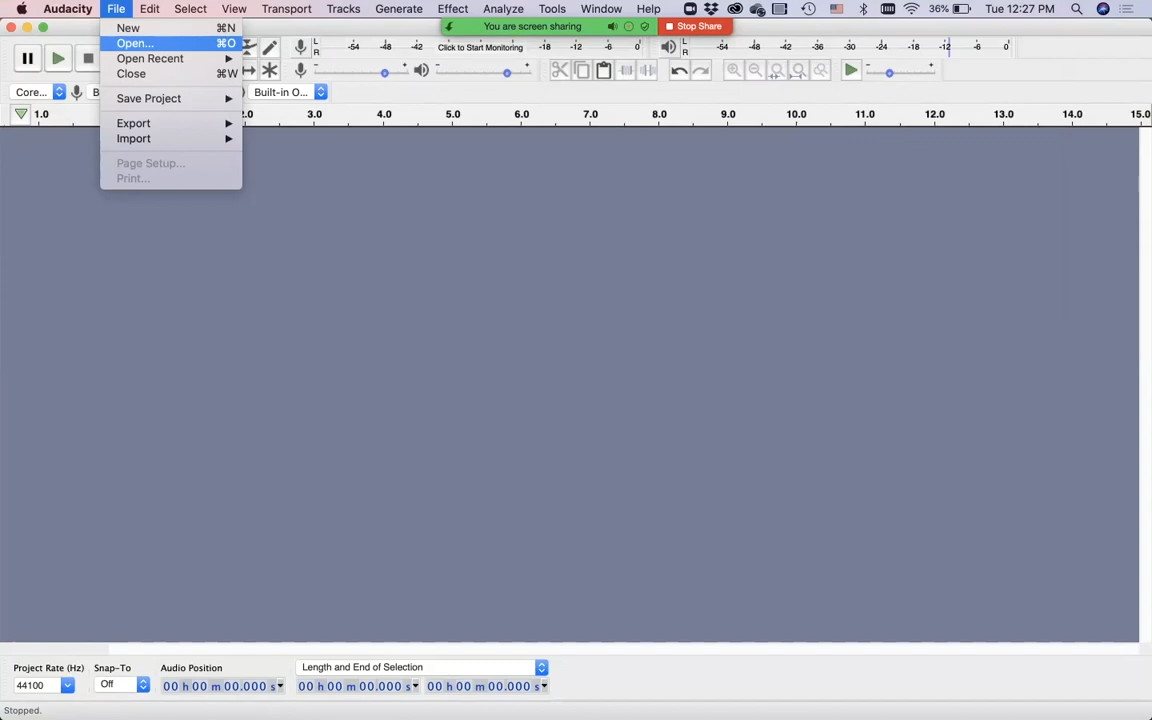 Audacity File Edit Select View Transport Tracks Generate Effect Analyze Tools Window Help 36% Tue 12:27 PM
New ⌘N
Open... ⌘O
Open Recent
Close ⌘W
Save Project
Export
Import
Page Setup...
Print...
You are screen sharing Stop Share
L
R
-54 -48 -42 Click to Start Monitoring -18 -12 -6 0
L
R
-54 -48 -42 -36 -30 -24 -18 -12 -6 0
Core... B Built-in O...
1.0 2.0 3.0 4.0 5.0 6.0 7.0 8.0 9.0 10.0 11.0 12.0 13.0 14.0 15.0
Project Rate (Hz) Snap-To Audio Position Length and End of Selection
44100 Off 00 h 00 m 00.000 s 00 h 00 m 00.000 s 00 h 00 m 00.000 s
Stopped.